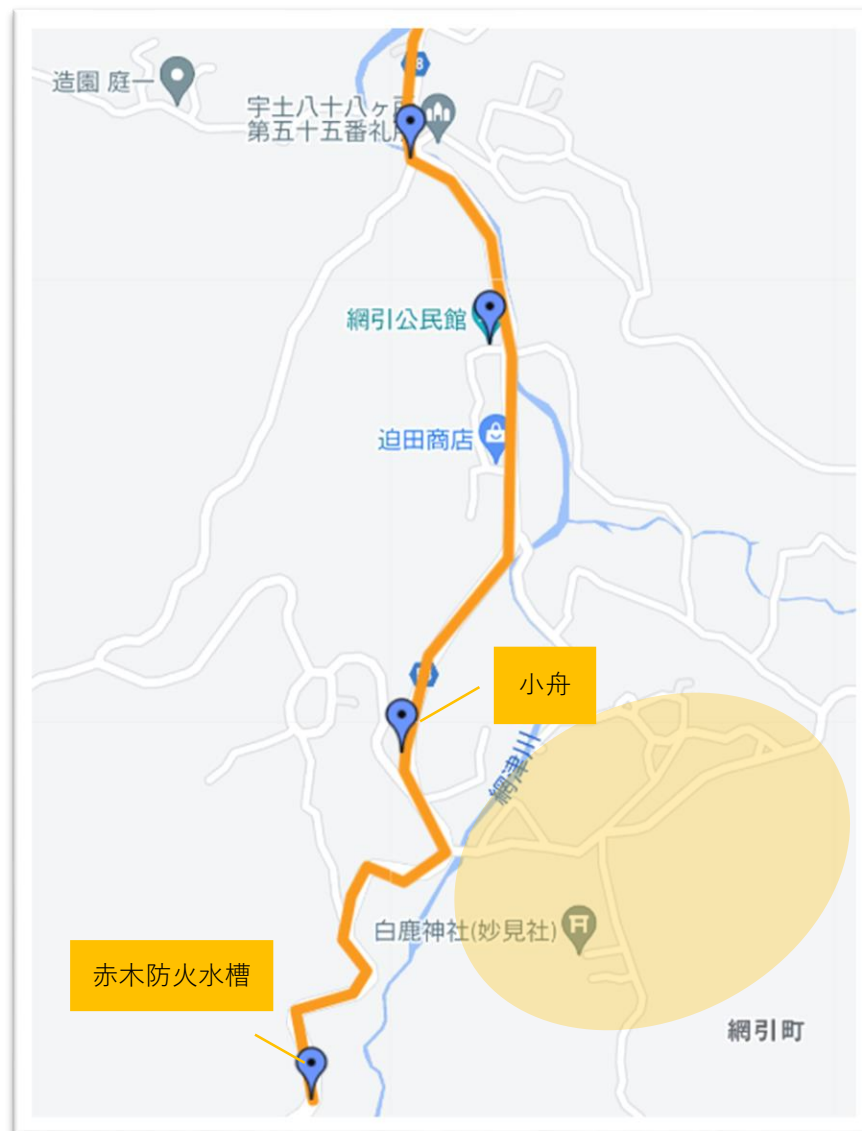 造園 庭一
宇土八十八ヶ所
第五十五番札所
網引公民館
迫田商店
小舟
網津川
白鹿神社(妙見社)
赤木防火水槽
網引町